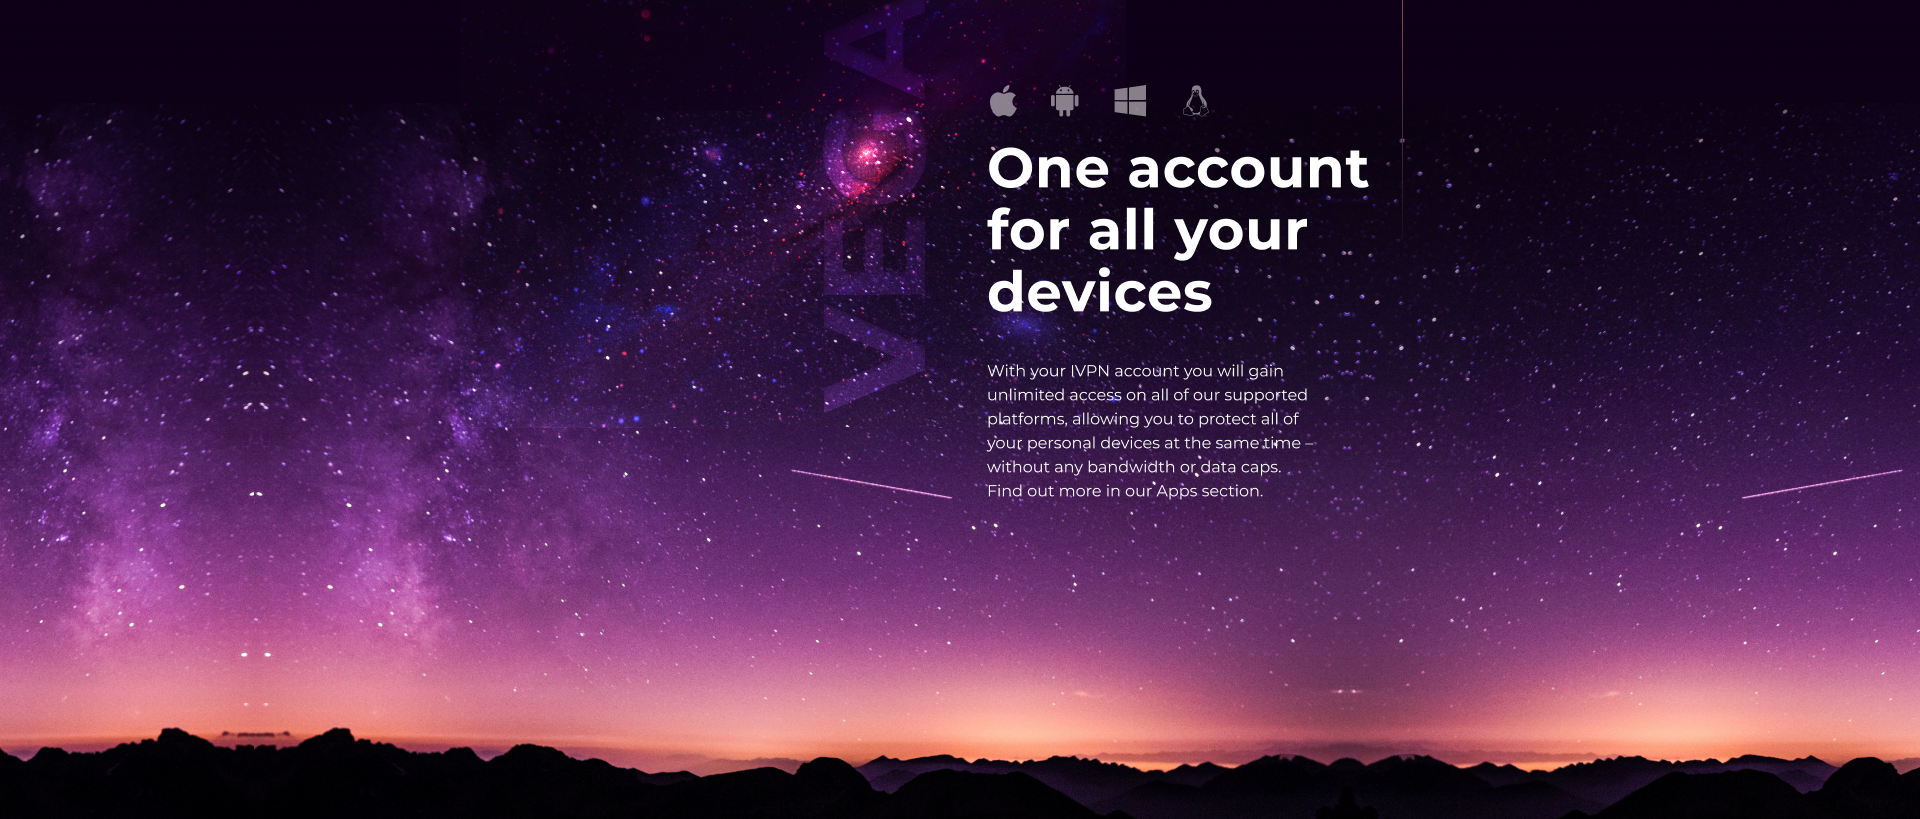 One account
for all your
devices
With your IVPN account you will gain
unlimited access on all of our supported
platforms, allowing you to protect all of
your personal devices at the same time –
without any bandwidth or data caps.
Find out more in our Apps section.